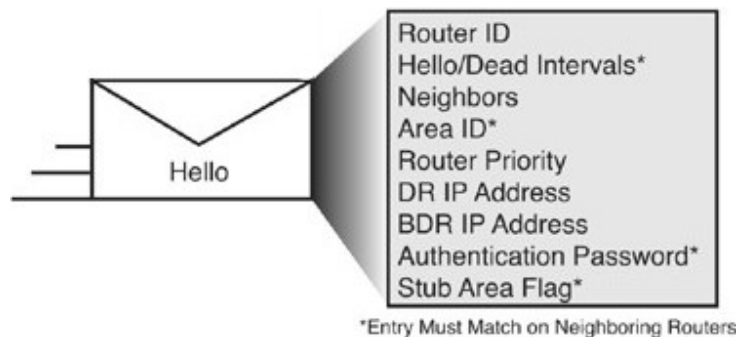 Hello
Router ID
Hello/Dead Intervals*
Neighbors
Area ID*
Router Priority
DR IP Address
BDR IP Address
Authentication Password*
Stub Area Flag*
*Entry Must Match on Neighboring Routers